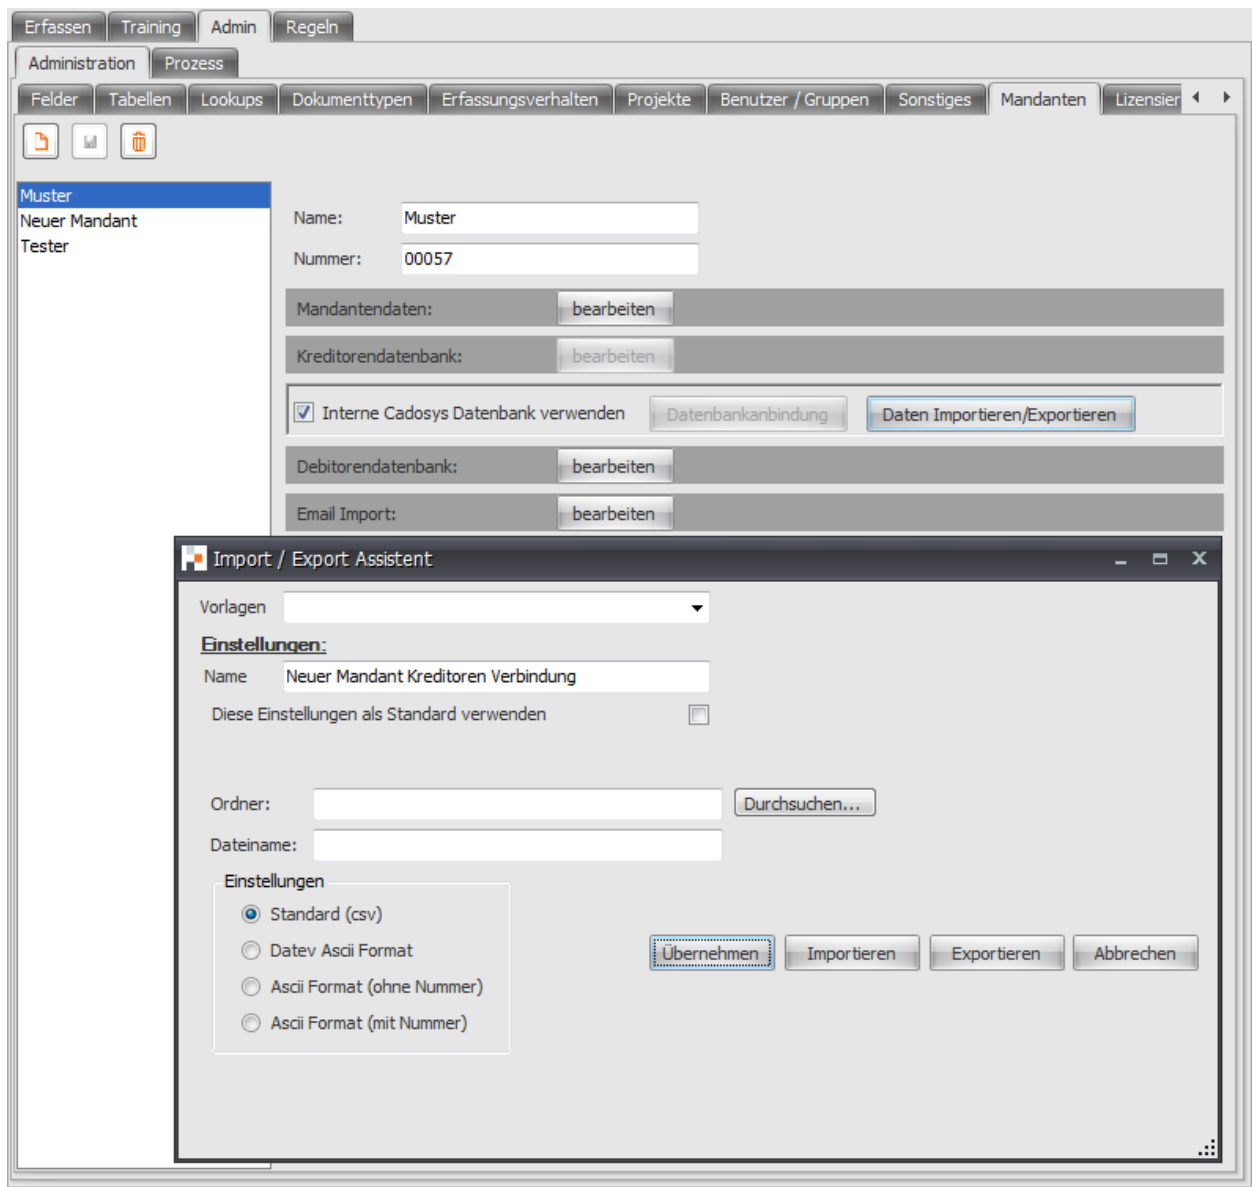 Erfassen Training Admin Regeln
Administration Prozess
Felder Tabellen Lookups Dokumenttypen Erfassungsverhalten Projekte Benutzer / Gruppen Sonstiges Mandanten Lizensier
Muster
Neuer Mandant
Tester
Name: Muster
Nummer: 00057
Mandantendaten: bearbeiten
Kreditorendatenbank: bearbeiten
Interne Cadosys Datenbank verwenden Datenbankanbindung Daten Importieren/Exportieren
Debitorendatenbank: bearbeiten
Email Import: bearbeiten
Import / Export Assistent
Vorlagen
Einstellungen:
Name Neuer Mandant Kreditoren Verbindung
Diese Einstellungen als Standard verwenden
Ordner: Durchsuchen...
Dateiname:
Einstellungen
Standard (csv)
Datev Ascii Format
Ascii Format (ohne Nummer)
Ascii Format (mit Nummer)
Übernehmen Importieren Exportieren Abbrechen